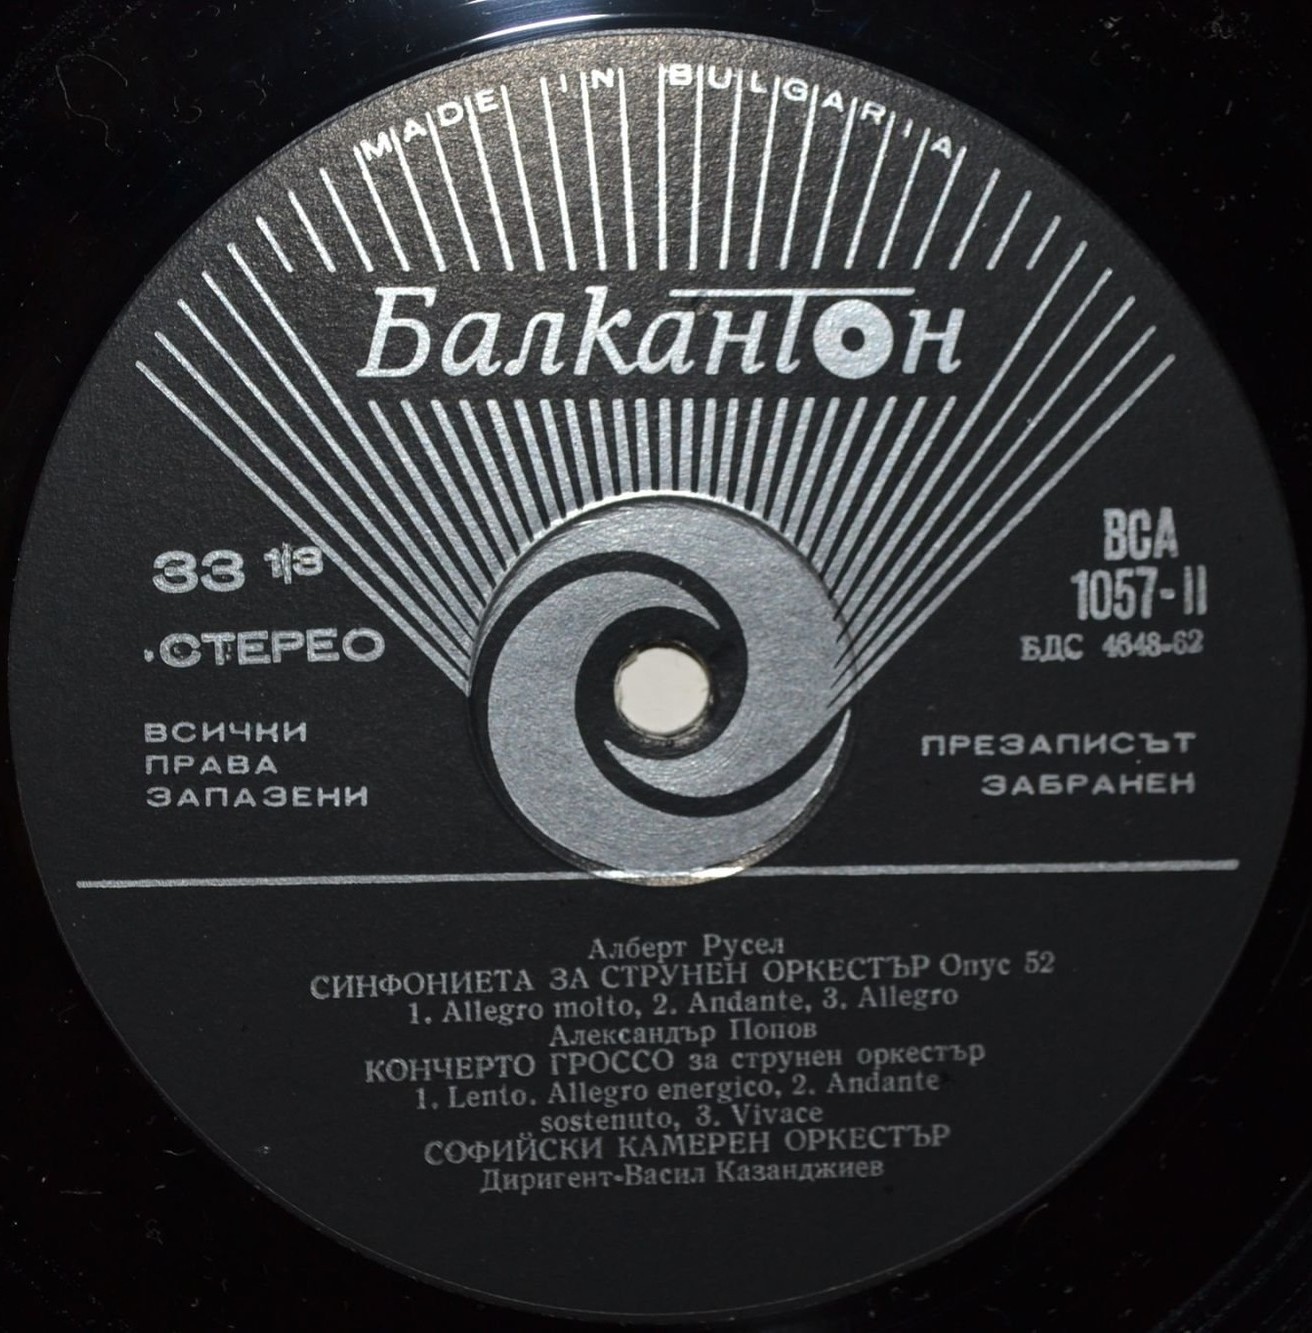 MADE IN BULGARIA
Балкантон
33 1/3
СТЕРЕО
ВСИЧКИ
ПРАВА
ЗАПАЗЕНИ
ВСА
1057-II
БДС 4648-62
ПРЕЗАПИСЪТ
ЗАБРАНЕН
Алберт Русел
СИНФОНИЕТА ЗА СТРУНЕН ОРКЕСТЪР Опус 52
1. Allegro molto, 2. Andante, 3. Allegro
Александър Попов
КОНЧЕРТО ГРОССО за струнен оркестър
1. Lento. Allegro energico, 2. Andante
sostenuto, 3. Vivace
СОФИЙСКИ КАМЕРЕН ОРКЕСТЪР
Диригент-Васил Казанджиев